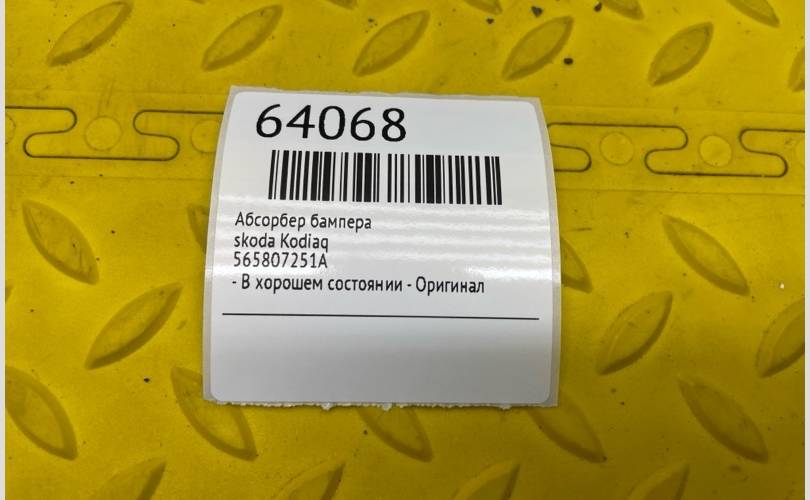 64068
Абсорбер бампера
skoda Kodiaq
565807251A
- В хорошем состоянии - Оригинал